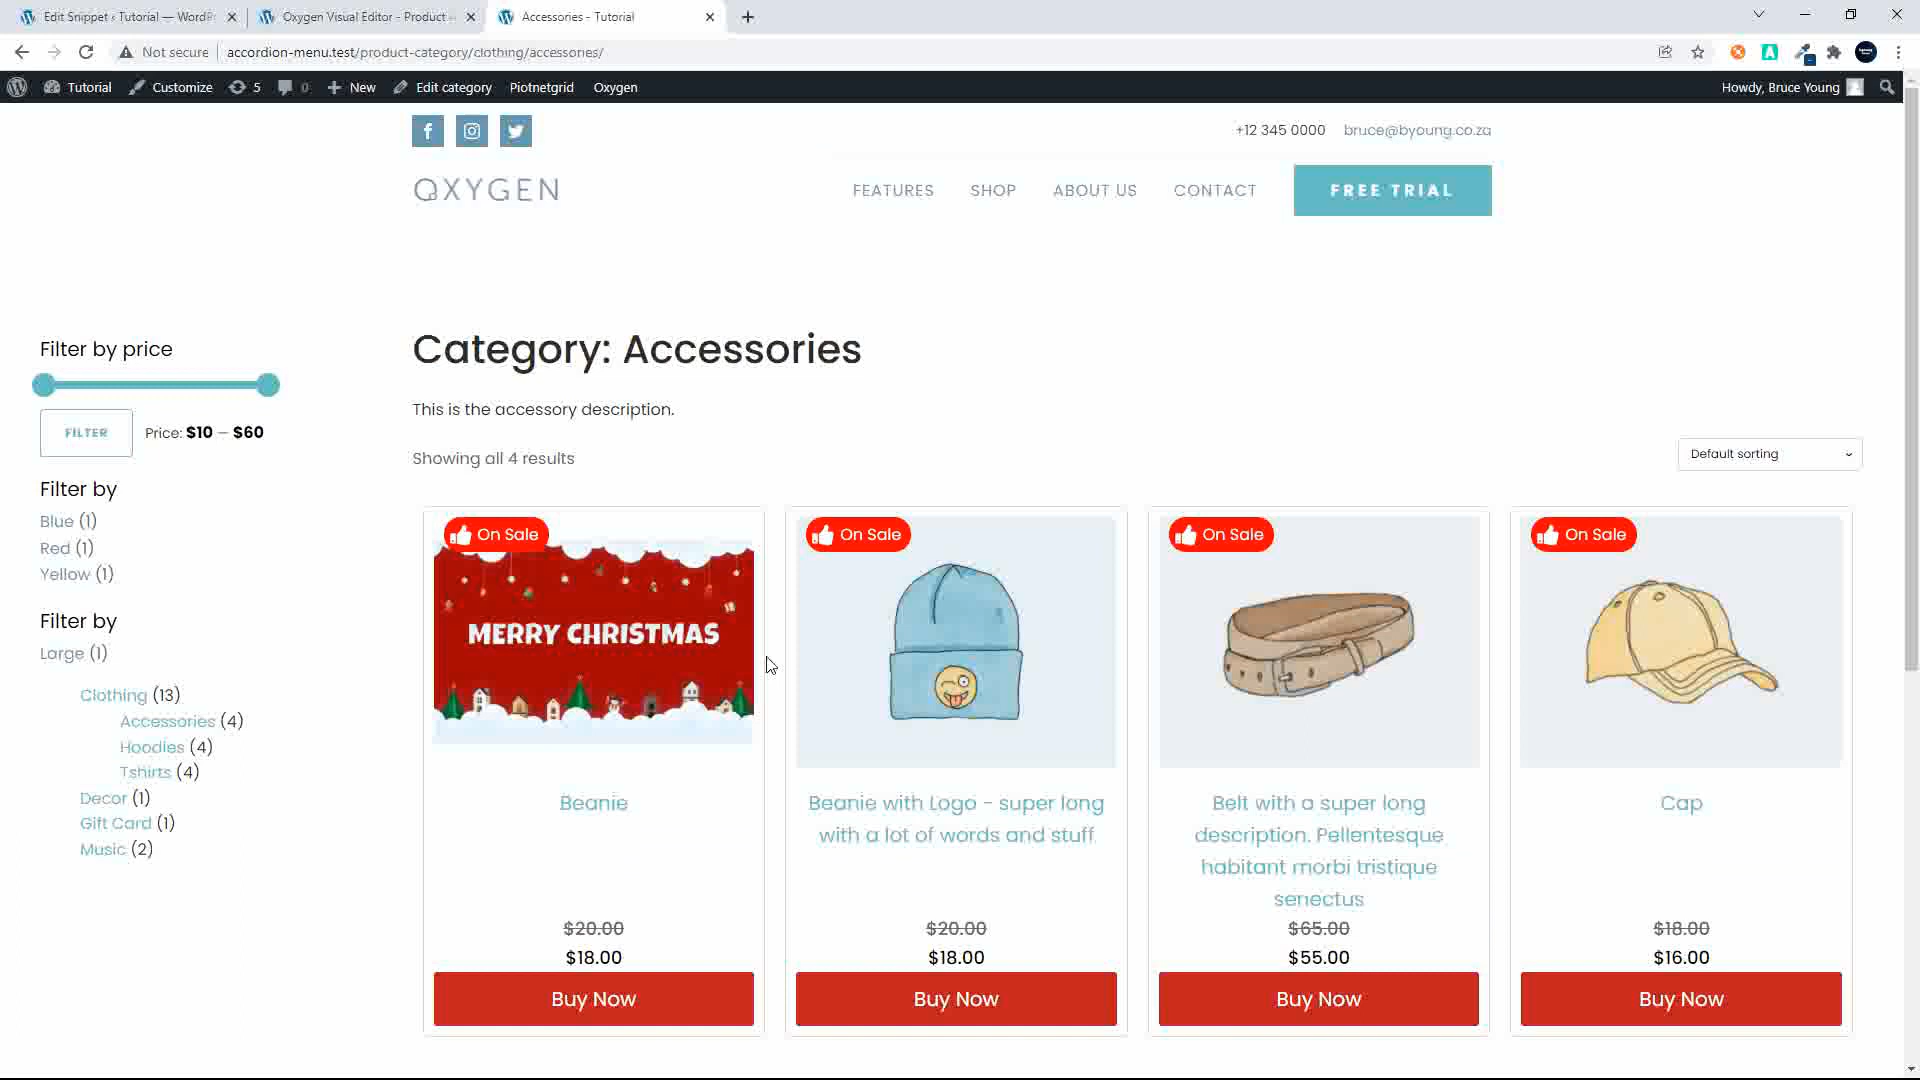 Edit Snippet ‹ Tutorial — WordPr
Oxygen Visual Editor - Product
Accessories - Tutorial
Not secure
accordion-menu.test/product-category/clothing/accessories/
Tutorial
Customize
5
0
New
Edit category
Piotnetgrid
Oxygen
Howdy, Bruce Young
+12 345 0000
bruce@byoung.co.za
OXYGEN
FEATURES
SHOP
ABOUT US
CONTACT
FREE TRIAL
Filter by price
FILTER
Price: $10 — $60
Filter by
Blue (1)
Red (1)
Yellow (1)
Filter by
Large (1)
Clothing (13)
Accessories (4)
Hoodies (4)
Tshirts (4)
Decor (1)
Gift Card (1)
Music (2)
Category: Accessories
This is the accessory description.
Showing all 4 results
Default sorting
On Sale
MERRY CHRISTMAS
Beanie
$20.00
$18.00
Buy Now
On Sale
Beanie with Logo - super long
with a lot of words and stuff
$20.00
$18.00
Buy Now
On Sale
Belt with a super long
description. Pellentesque
habitant morbi tristique
senectus
$65.00
$55.00
Buy Now
On Sale
Cap
$18.00
$16.00
Buy Now